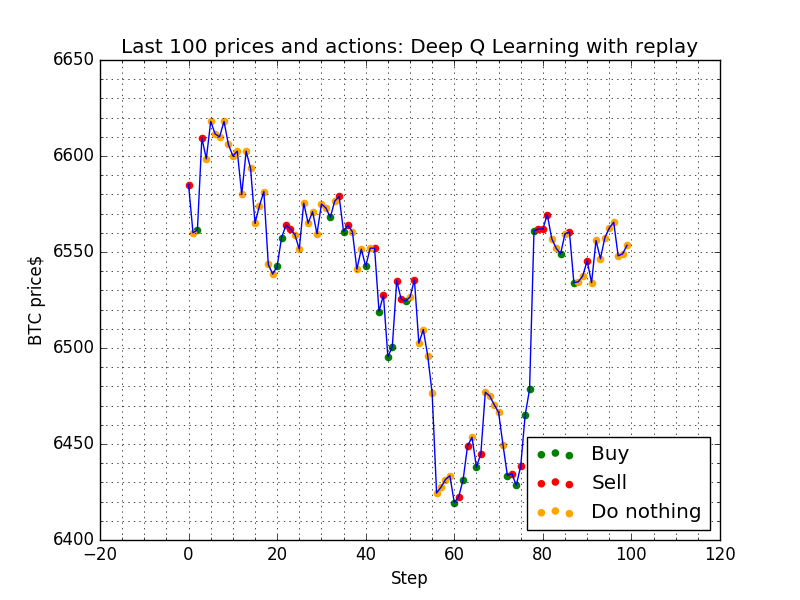 Last 100 prices and actions: Deep Q Learning with replay
BTC price$
6650
6600
6550
6500
6450
6400
−20
0
20
40
60
80
100
120
Step
Buy
Sell
Do nothing